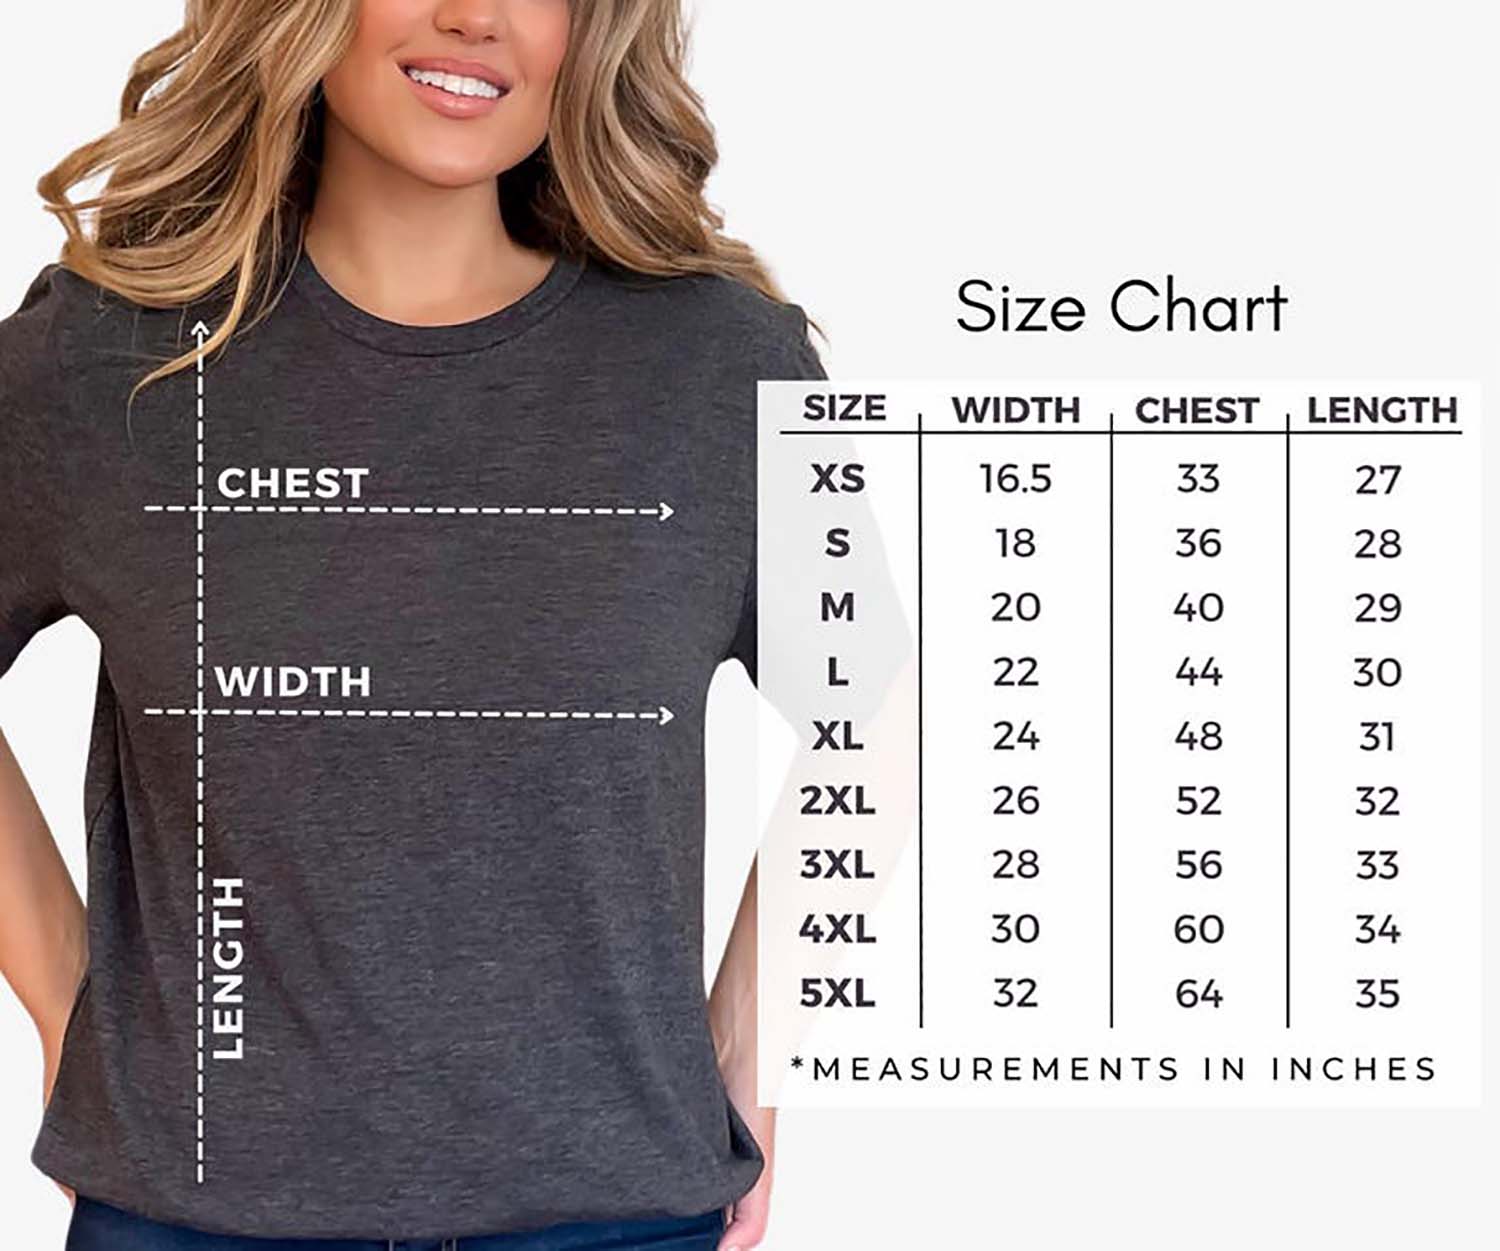 Size Chart
SIZE WIDTH CHEST LENGTH
XS 16.5 33 27
S 18 36 28
M 20 40 29
L 22 44 30
XL 24 48 31
2XL 26 52 32
3XL 28 56 33
4XL 30 60 34
5XL 32 64 35
*MEASUREMENTS IN INCHES
CHEST
WIDTH
LENGTH